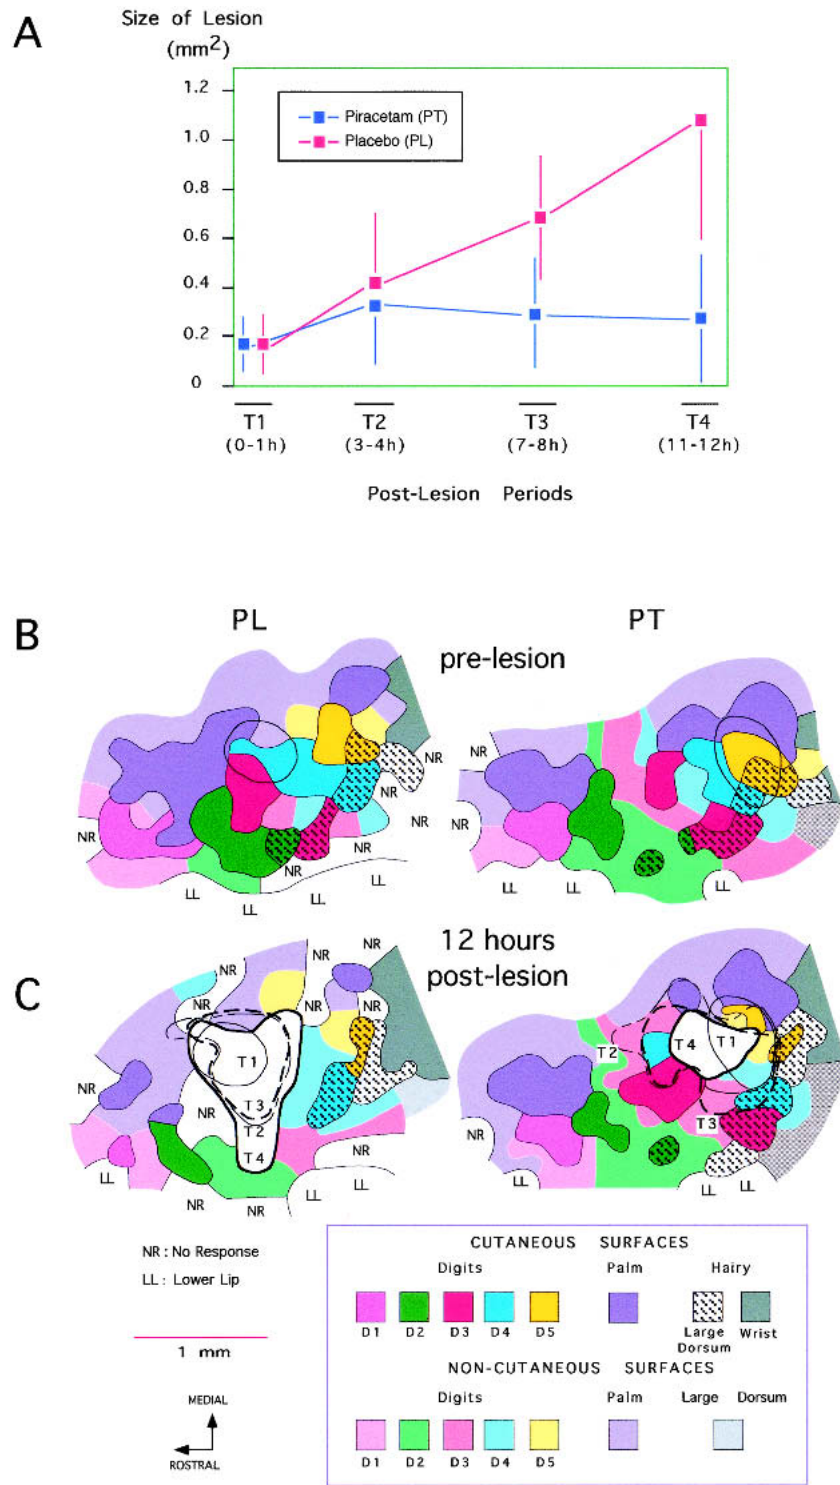 A
Size of Lesion
(mm2)
1.2
1.0
0.8
0.6
0.4
0.2
0
Piracetam (PT)
Placebo (PL)
T1 T2 T3 T4
(0-1h) (3-4h) (7-8h) (11-12h)
Post-Lesion Periods
B
PL PT
pre-lesion
NR
NR
NR
NR
NR
NR
NR
NR
LL
LL
LL
LL
NR
NR
LL
LL
LL
C
12 hours
post-lesion
NR
NR
NR
NR
NR
NR
NR
NR
NR
NR
T1
T3
T2
T4
LL
LL
LL
T2
T4
T1
T3
NR
LL
LL
LL
NR : No Response
LL : Lower Lip
1 mm
MEDIAL
ROSTRAL
CUTANEOUS SURFACES
Digits Palm Hairy
D1 D2 D3 D4 D5 Large Dorsum Wrist
NON-CUTANEOUS SURFACES
Digits Palm Large Dorsum
D1 D2 D3 D4 D5